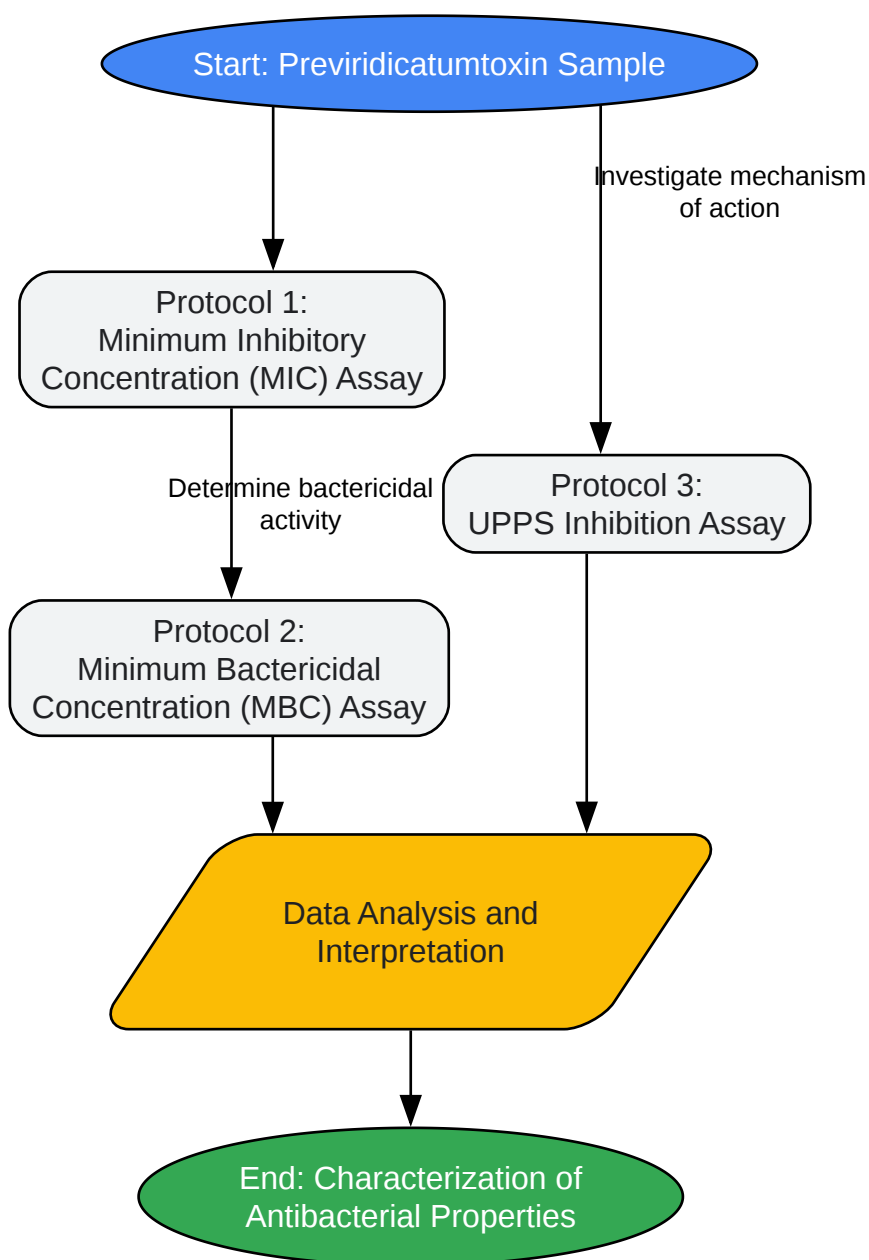 Start: Previridicatumtoxin Sample
Investigate mechanism
of action
Protocol 1:
Minimum Inhibitory
Concentration (MIC) Assay
Determine bactericidal
activity
Protocol 3:
UPPS Inhibition Assay
Protocol 2:
Minimum Bactericidal
Concentration (MBC) Assay
Data Analysis and
Interpretation
End: Characterization of
Antibacterial Properties